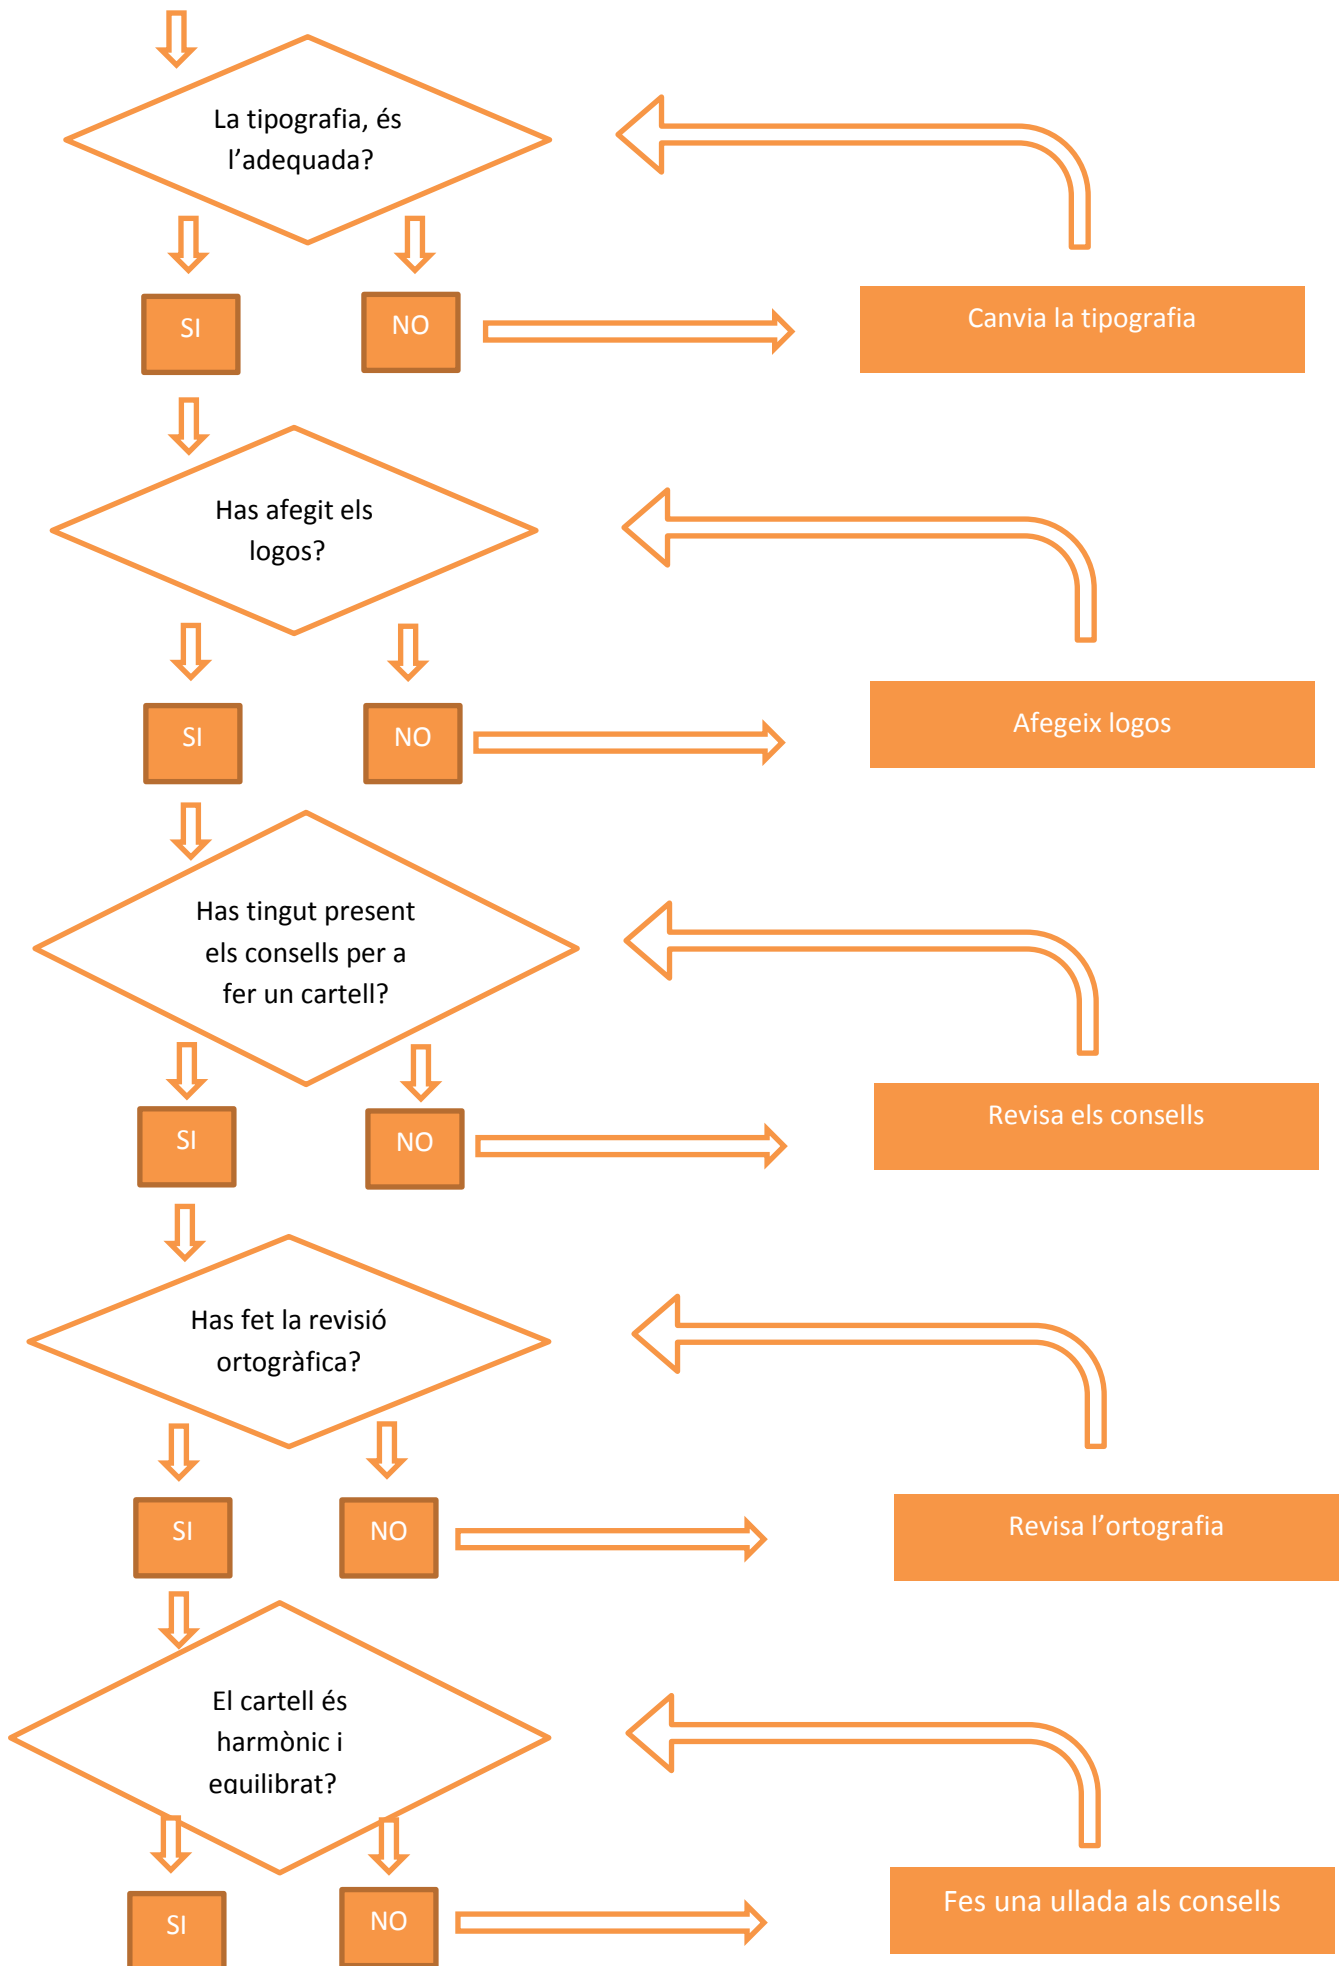 La tipografia, és
l’adequada?
SI
NO
Canvia la tipografia
Has afegit els
logos?
SI
NO
Afegeix logos
Has tingut present
els consells per a
fer un cartell?
SI
NO
Revisa els consells
Has fet la revisió
ortogràfica?
SI
NO
Revisa l’ortografia
El cartell és
harmònic i
equilibrat?
SI
NO
Fes una ullada als consells